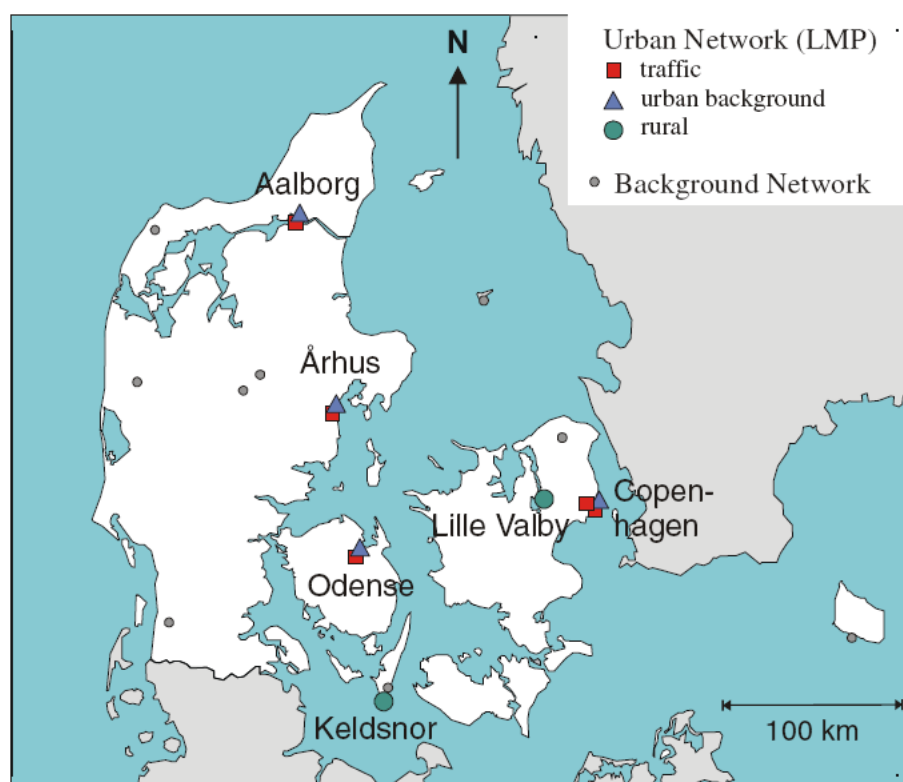 Urban Network (LMP)
traffic
urban background
rural
Background Network
N
Aalborg
Århus
Copen-
hagen
Lille Valby
Odense
Keldsnor
100 km